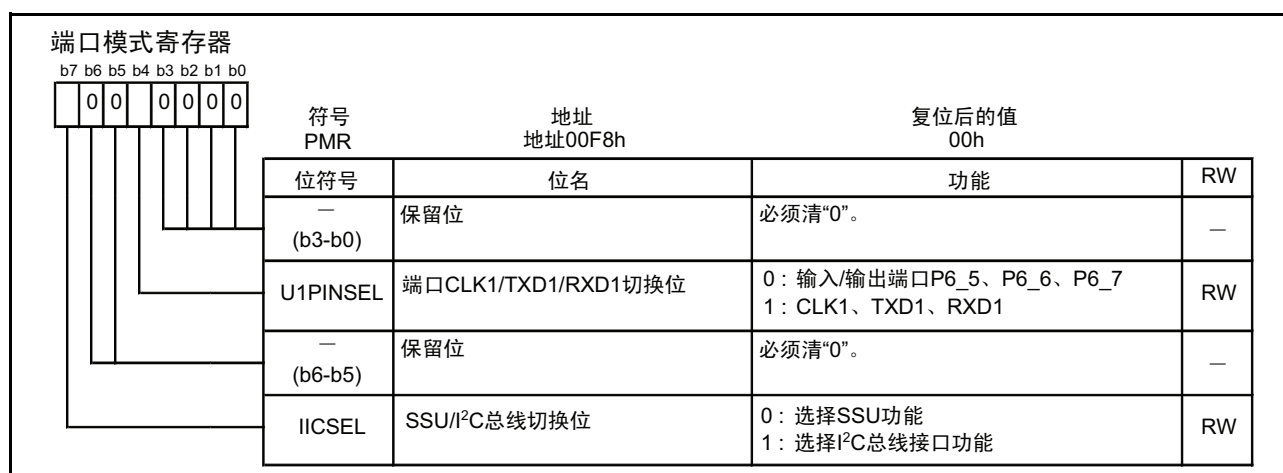 端口模式寄存器
b7 b6 b5 b4 b3 b2 b1 b0
0 0 0 0 0 0
符号 地址 复位后的值
PMR 地址00F8h 00h
位符号 位名 功能 RW
— 保留位 必须清“0”。 —
(b3-b0)
U1PINSEL 端口CLK1/TXD1/RXD1切换位 0：输入/输出端口P6_5、P6_6、P6_7 RW
1：CLK1、TXD1、RXD1
— 保留位 必须清“0”。 —
(b6-b5)
IICSEL SSU/I²C总线切换位 0：选择SSU功能 RW
1：选择I²C总线接口功能